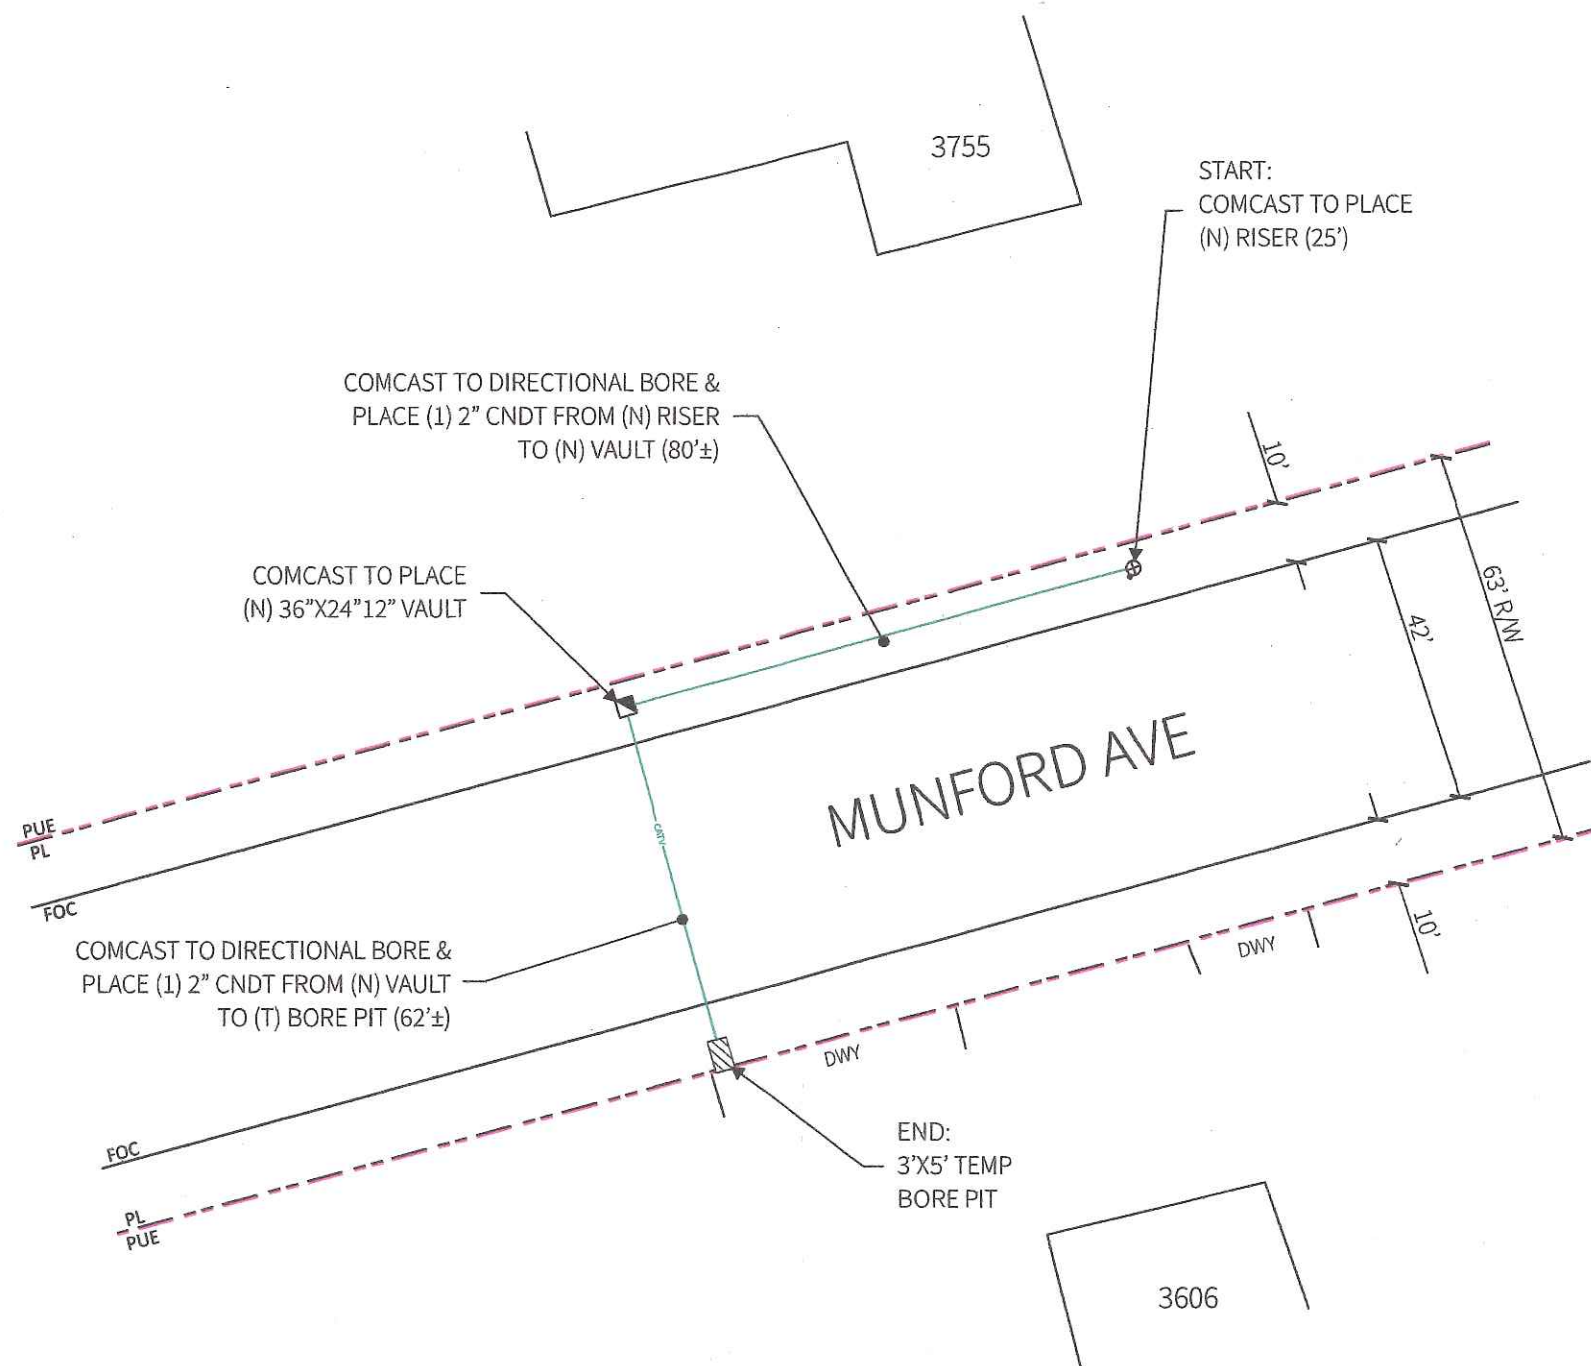 3755
START:
COMCAST TO PLACE
(N) RISER (25')
COMCAST TO DIRECTIONAL BORE &
PLACE (1) 2" CNDT FROM (N) RISER
TO (N) VAULT (80'±)
10'
COMCAST TO PLACE
(N) 36"X24"12" VAULT
63' R/W
42'
MUNFORD AVE
PUE
PL
FOC
CATV
COMCAST TO DIRECTIONAL BORE &
PLACE (1) 2" CNDT FROM (N) VAULT
TO (T) BORE PIT (62'±)
10'
DWY
DWY
FOC
PL
PUE
END:
3'X5' TEMP
BORE PIT
3606